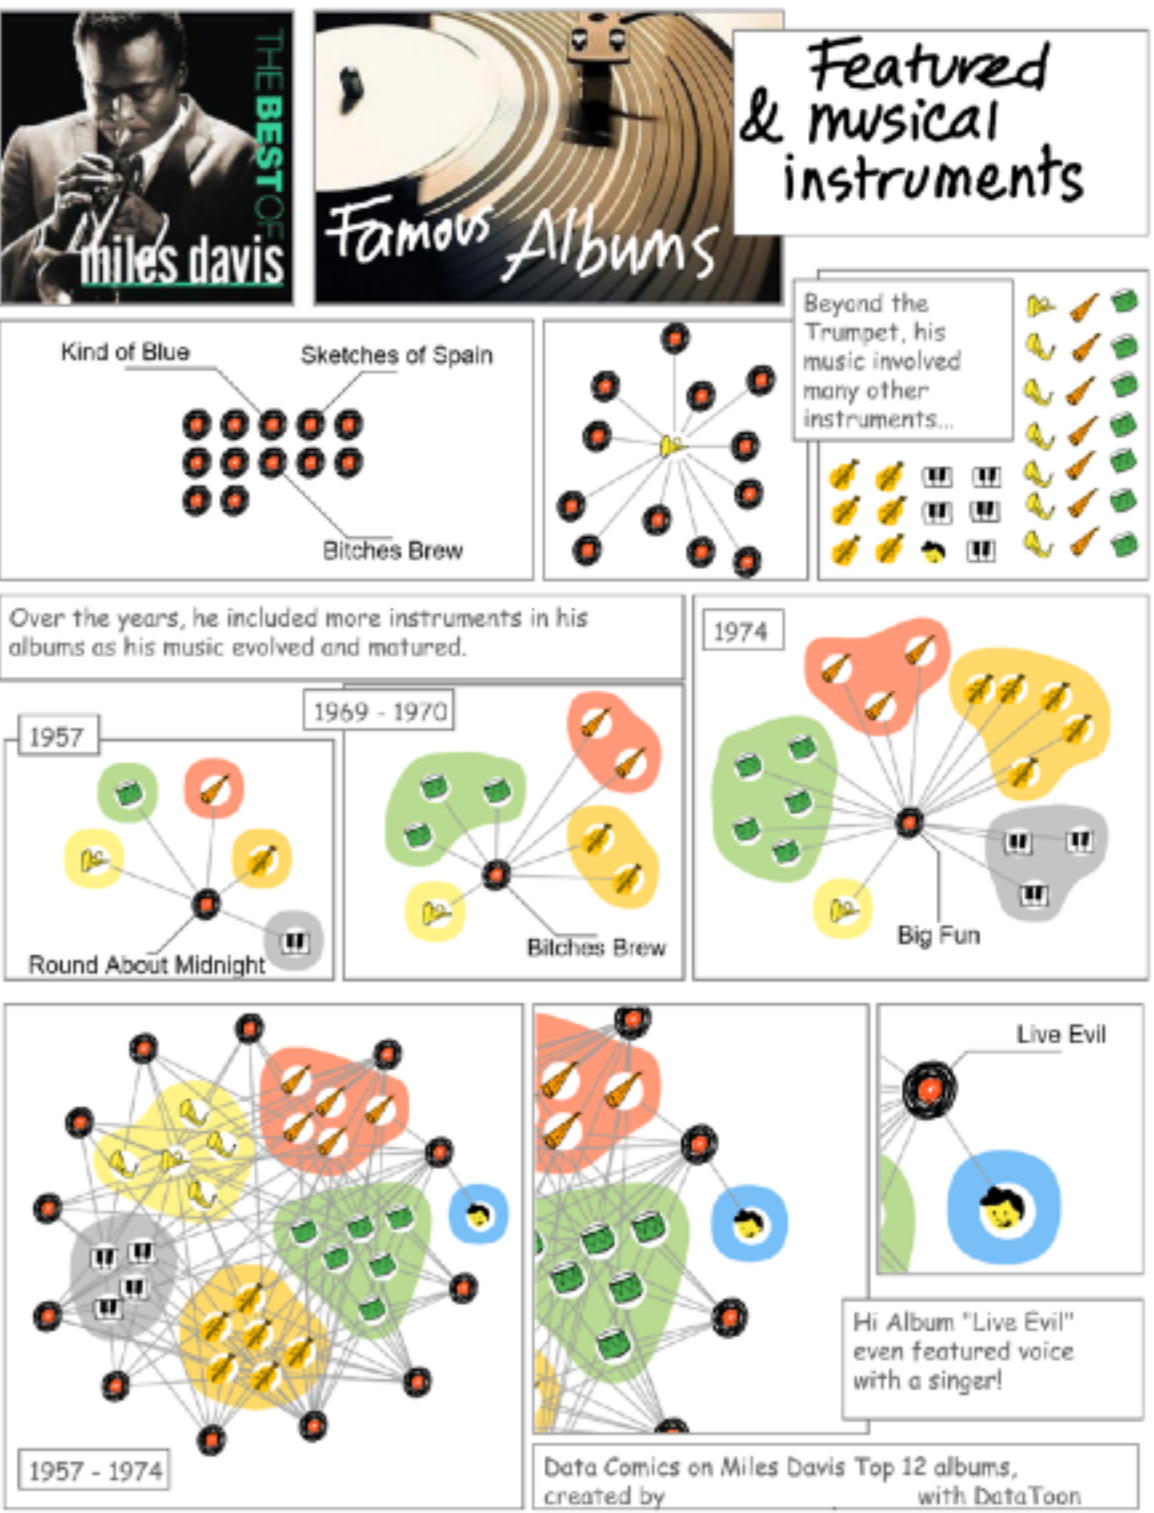 THE BEST OF
miles davis
Famous Albums
Featured
& musical
instruments
Kind of Blue
Sketches of Spain
Bitches Brew
Beyond the
Trumpet, his
music involved
many other
instruments...
Over the years, he included more instruments in his
albums as his music evolved and matured.
1957
Round About Midnight
1969 - 1970
Bitches Brew
1974
Big Fun
1957 - 1974
Live Evil
Hi Album "Live Evil"
even featured voice
with a singer!
Data Comics on Miles Davis Top 12 albums,
created by with DataToon